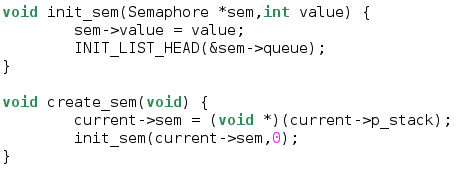 void init_sem(Semaphore *sem,int value) {
        sem->value = value;
        INIT_LIST_HEAD(&sem->queue);
}

void create_sem(void) {
        current->sem = (void *)(current->p_stack);
        init_sem(current->sem,0);
}